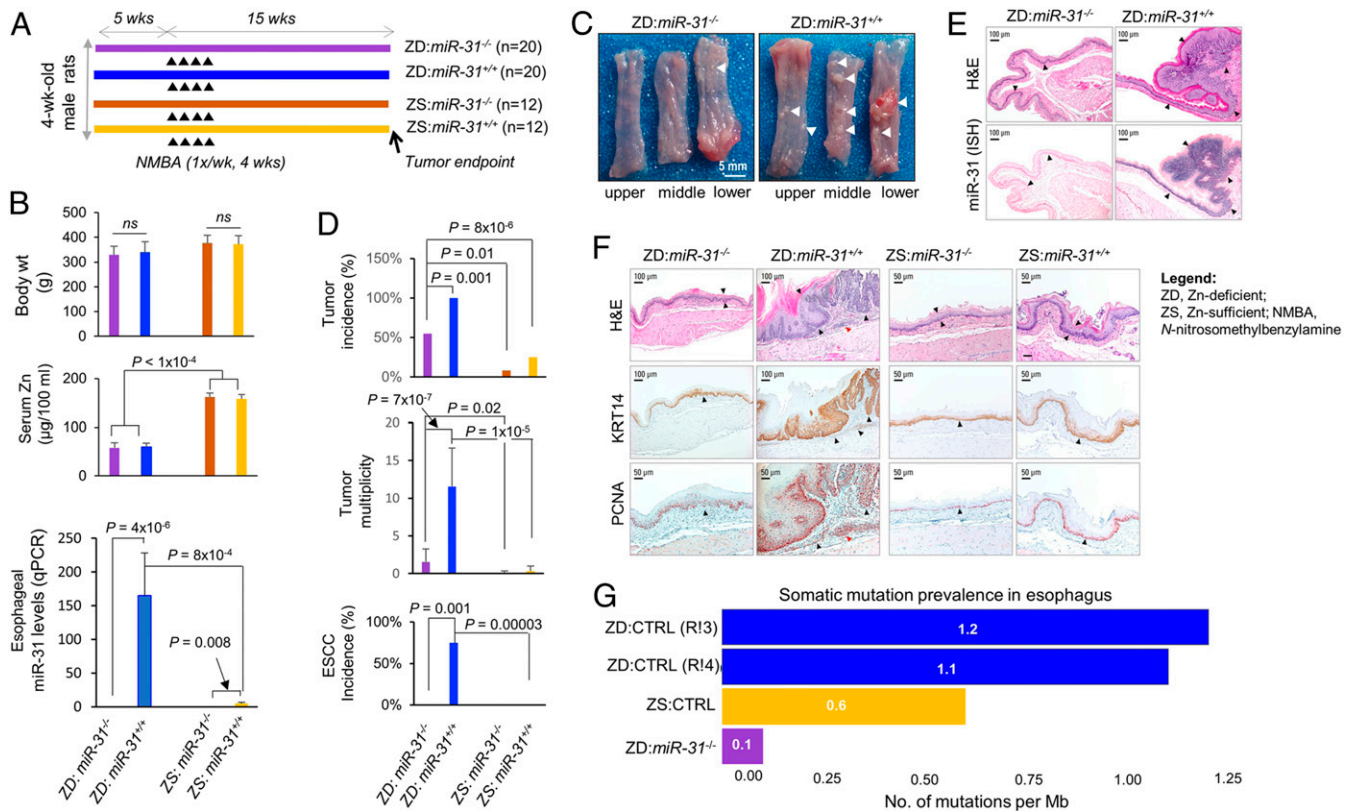 A
5 wks
15 wks
4-wk-old
male rats
ZD:miR-31-/- (n=20)
ZD:miR-31+/+ (n=20)
ZS:miR-31-/- (n=12)
ZS:miR-31+/+ (n=12)
NMBA (1x/wk, 4 wks)
Tumor endpoint
B
Body wt
(g)
500
400
300
200
100
0
ns
ns
Serum Zn
(µg/100 ml)
200
100
0
P < 1x10-4
Esophageal
miR-31 levels (qPCR)
250
200
150
100
50
0
P = 4x10-6
P = 8x10-4
P = 0.008
ZD: miR-31-/-
ZD: miR-31+/+
ZS: miR-31-/-
ZS: miR-31+/+
C
ZD:miR-31-/-
ZD:miR-31+/+
5 mm
upper middle lower
upper middle lower
D
Tumor
incidence (%)
150%
100%
50%
0%
P = 8x10-6
P = 0.01
P = 0.001
Tumor
multiplicity
20
15
10
5
0
P = 7x10-7
P = 0.02
P = 1x10-5
ESCC
Incidence (%)
100%
50%
0%
P = 0.001
P = 0.00003
ZD: miR-31-/-
ZD: miR-31+/+
ZS: miR-31-/-
ZS: miR-31+/+
E
ZD:miR-31-/-
ZD:miR-31+/+
H&E
100 µm
100 µm
miR-31 (ISH)
100 µm
100 µm
F
ZD:miR-31-/-
ZD:miR-31+/+
ZS:miR-31-/-
ZS:miR-31+/+
H&E
100 µm
100 µm
50 µm
50 µm
KRT14
100 µm
100 µm
50 µm
50 µm
PCNA
50 µm
50 µm
50 µm
50 µm
Legend:
ZD, Zn-deficient;
ZS, Zn-sufficient; NMBA,
N-nitrosomethylbenzylamine
G
Somatic mutation prevalence in esophagus
ZD:CTRL (R!3)
1.2
ZD:CTRL (R!4)
1.1
ZS:CTRL
0.6
ZD:miR-31-/-
0.1
0.00 0.25 0.50 0.75 1.00 1.25
No. of mutations per Mb